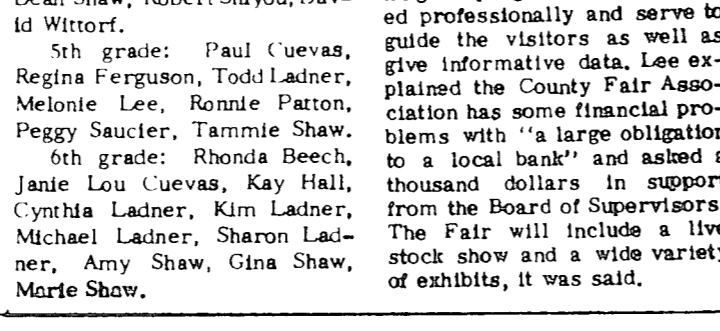 id Wittorf.
5th grade: Paul Cuevas,
Regina Ferguson, Todd Ladner,
Melonie Lee, Ronnie Patton,
Peggy Saucier, Tammie Shaw.
6th grade: Rhonda Beech,
Janie Lou Cuevas, Kay Hall,
Cynthia Ladner, Kim Ladner,
Michael Ladner, Sharon Lad-
ner, Amy Shaw, Gina Shaw,
Marie Shaw.
ed professionally and serve to
guide the visitors as well as
give informative data. Lee ex-
plained the County Fair Asso-
ciation has some financial pro-
blems with "a large obligation
to a local bank" and asked a
thousand dollars in support
from the Board of Supervisors.
The Fair will include a live
stock show and a wide variety
of exhibits, it was said.